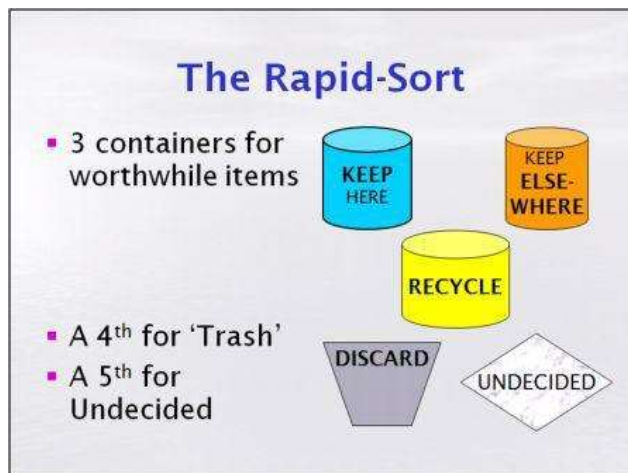 The Rapid-Sort
▪ 3 containers for
worthwhile items
KEEP
HERE
KEEP
ELSE-
WHERE
RECYCLE
▪ A 4th for ‘Trash’
▪ A 5th for
Undecided
DISCARD
UNDECIDED